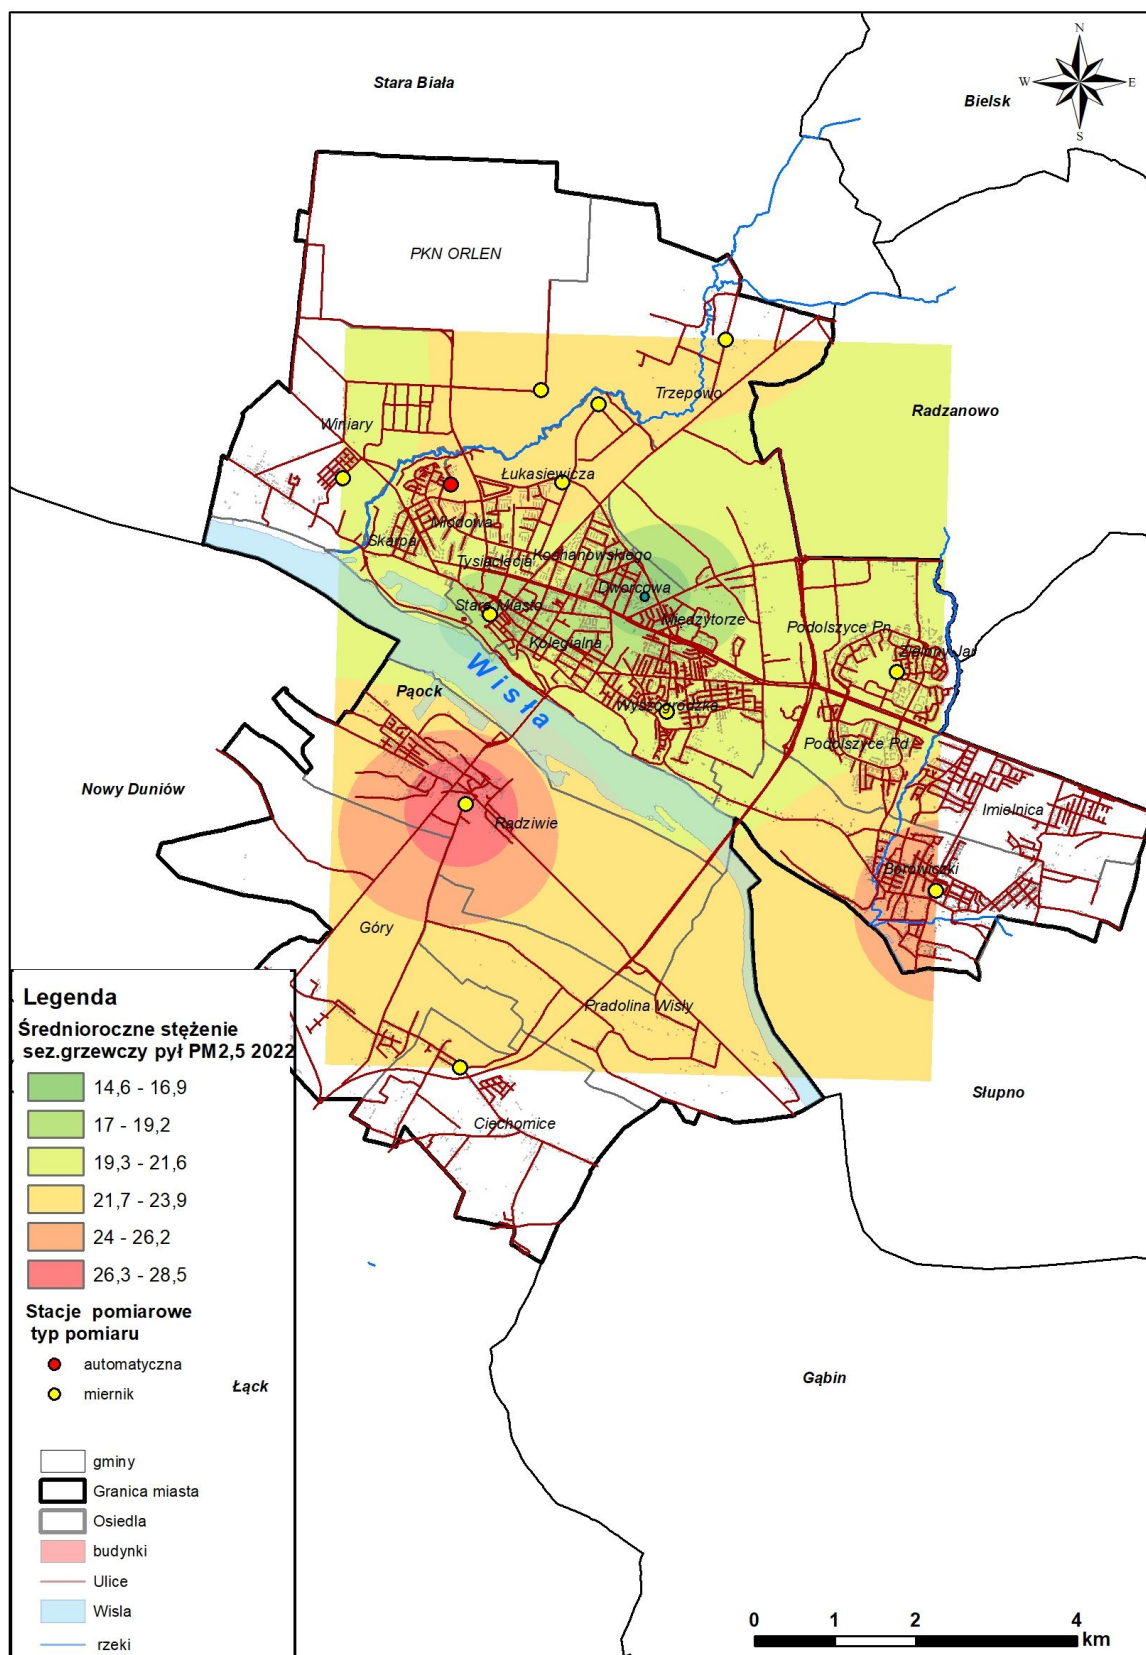 N
W
E
S
Stara Biała
Bielsk
PKN ORLEN
Trzepowo
Radzanowo
Winiary
Łukasiewicza
Miodowa
Skarpa
Kochanowskiego
Tysiąclecia
Dworcowa
Stare Miasto
Międzytorze
Podolszyce Pn
Kolegialna
Zielony Jar
Wisła
Pąock
Wyszogrodzka
Podolszyce Pd
Nowy Duniów
Imielnica
Radziwie
Borowiczki
Góry
Pradolina Wisły
Słupno
Ciechomice
Gąbin
Łąck
Legenda
Średnioroczne stężenie
sez.grzewczy pył PM2,5 2022
14,6 - 16,9
17 - 19,2
19,3 - 21,6
21,7 - 23,9
24 - 26,2
26,3 - 28,5
Stacje pomiarowe
typ pomiaru
automatyczna
miernik
gminy
Granica miasta
Osiedla
budynki
Ulice
Wisla
rzeki
0 1 2 4
km